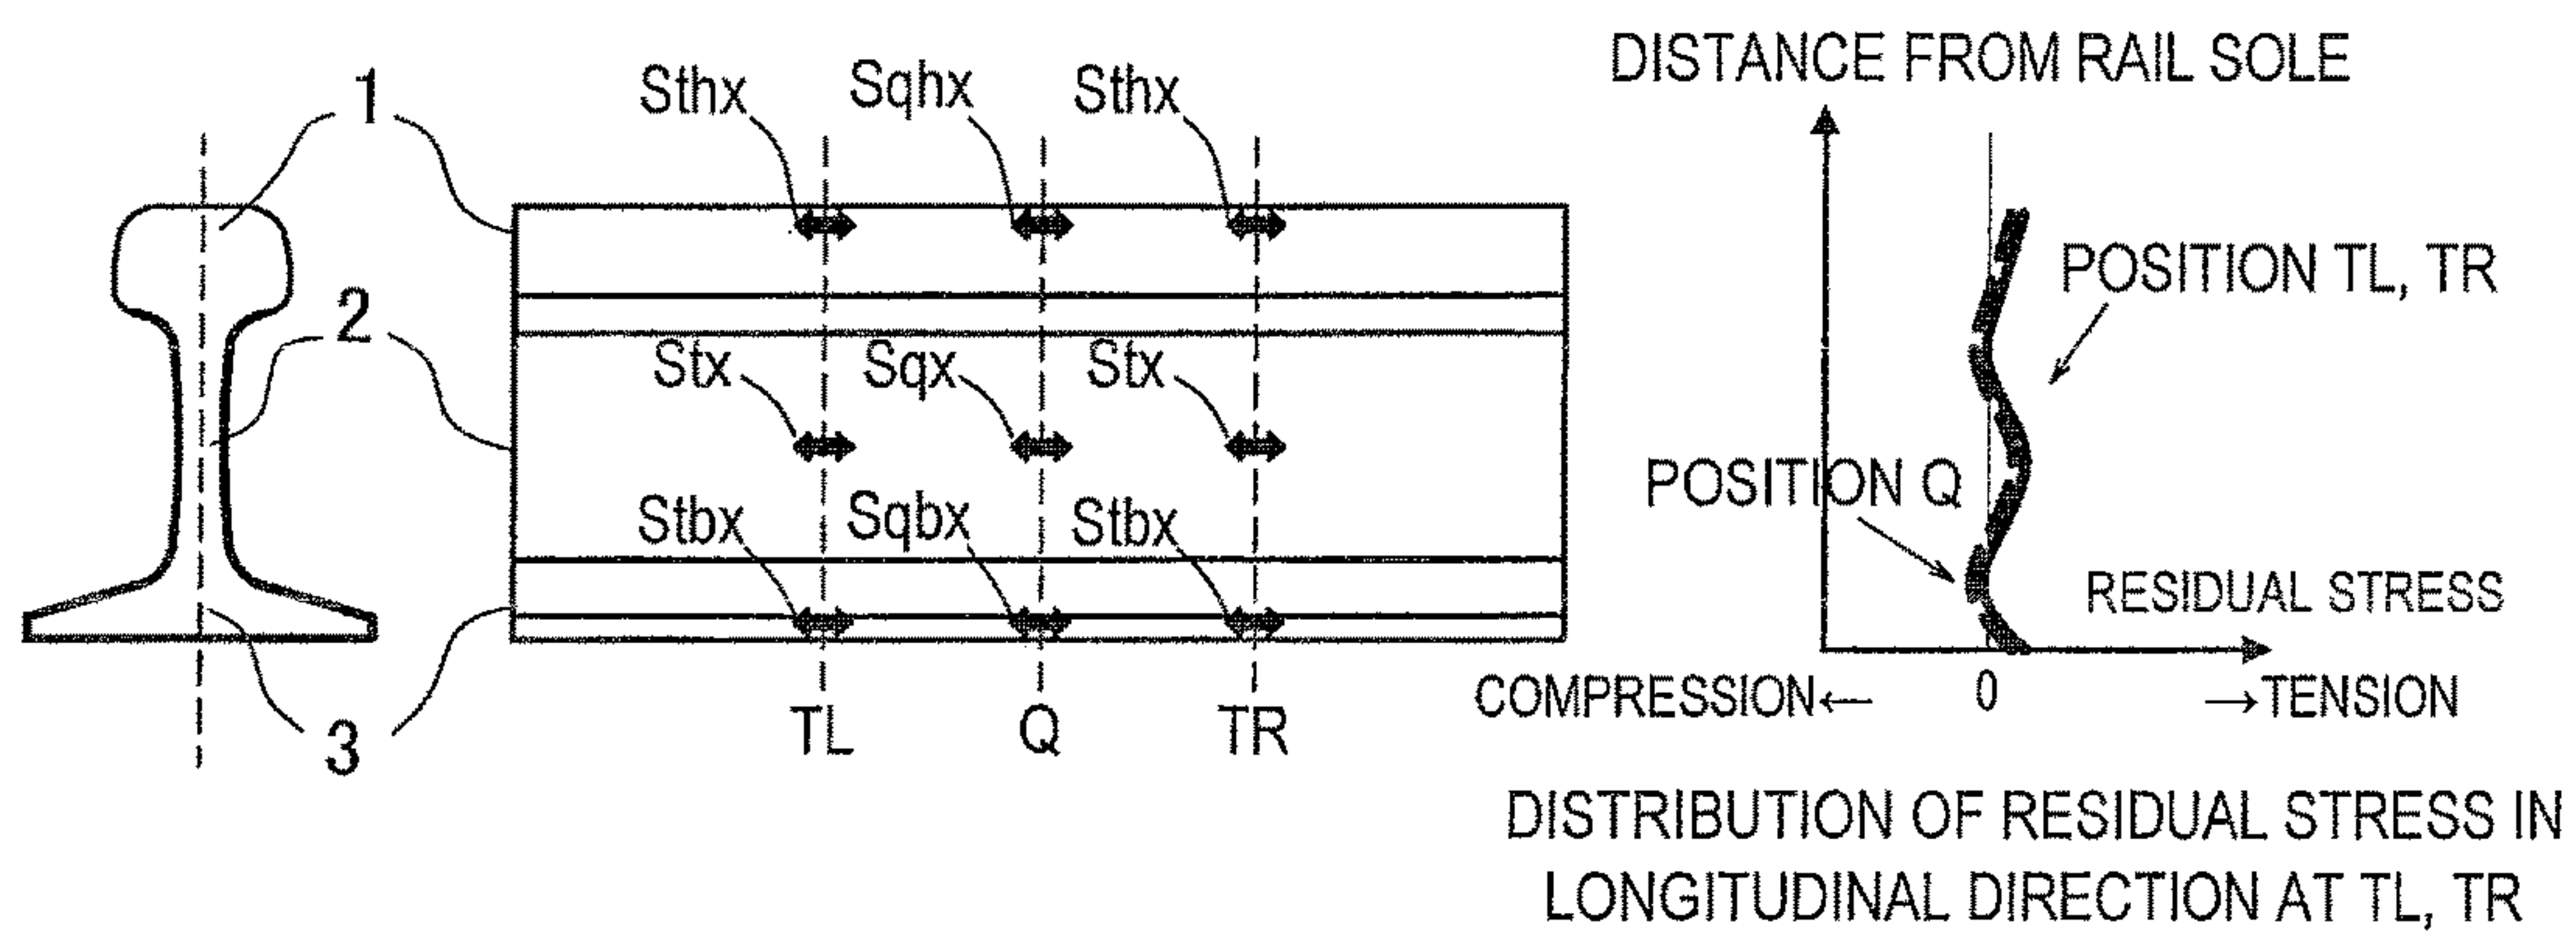 DISTANCE FROM RAIL SOLE
1
Sthx
Sqhx
Sthx
POSITION TL, TR
2
Stx
Sqx
Stx
POSITION Q
Stbx
Sqbx
Stbx
RESIDUAL STRESS
3
TL
Q
TR
COMPRESSION←
0
→TENSION
DISTRIBUTION OF RESIDUAL STRESS IN
LONGITUDINAL DIRECTION AT TL, TR